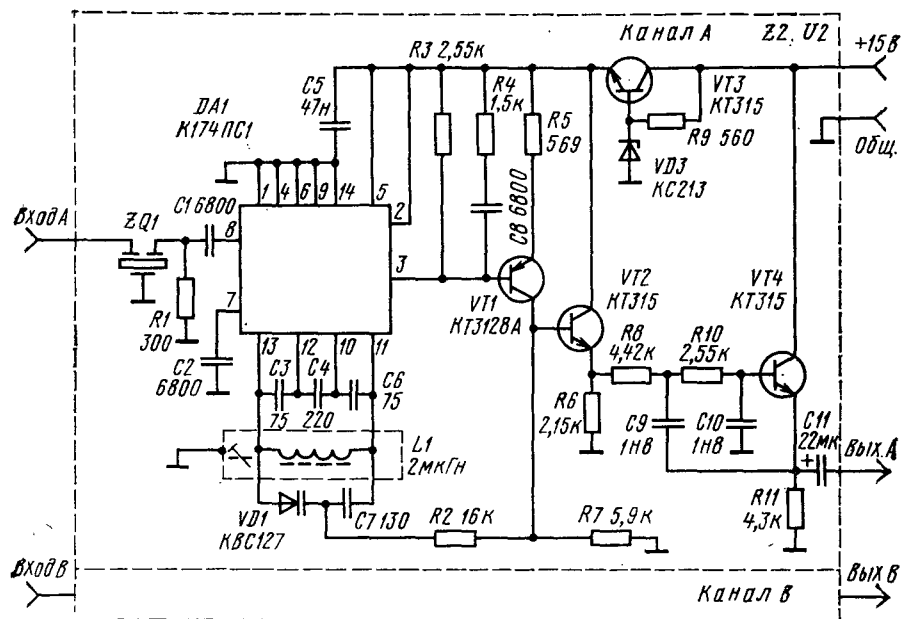 Канал А
Z2, U2
+15В
R3 2,55к
C5
47н
R4
1,5к
VT3
КТ315
DA1
К174ПС1
R5
569
R9 560
VD3
КС213
Общ.
1
4
6
9
14
5
2
Вход А
ZQ1
C1 6800
8
3
C8 6800
R1
300
7
C2
6800
VT1
КТ3128А
VT2
КТ315
VT4
КТ315
R8
4,42к
R10
2,55к
13
12
10
11
C3
75
C4
220
C6
75
R6
2,15к
C9
1н8
C10
1н8
C11
22мк
+
Вых. А
L1
2мкГн
VD1
КВС127
C7 130
R2 16к
R7 5,9к
R11
4,3к
Вход В
Вых В
Канал В